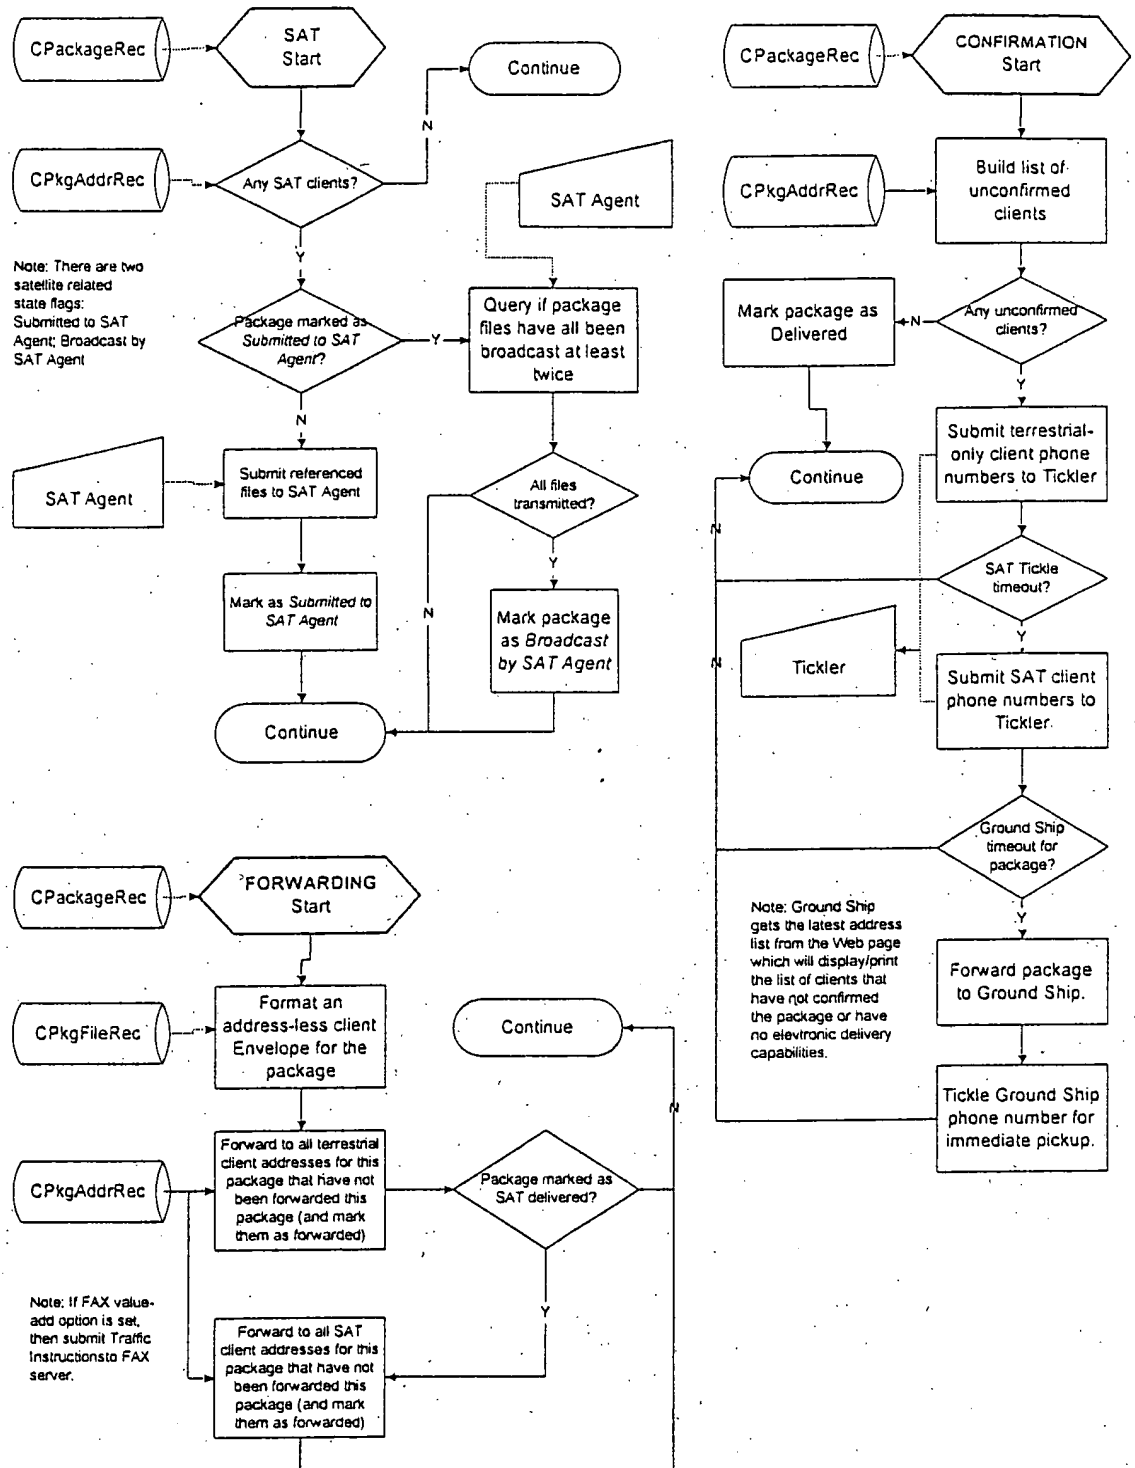 CPackageRec
SAT
Start
Continue
N
CPkgAddrRec
Any SAT clients?
Y
SAT Agent
Note: There are two
satellite related
state flags:
Submitted to SAT
Agent; Broadcast by
SAT Agent
Package marked as
Submitted to SAT
Agent?
Y
Query if package
files have all been
broadcast at least
twice
N
SAT Agent
Submit referenced
files to SAT Agent
All files
transmitted?
Y
N
Mark as Submitted to
SAT Agent
Mark package
as Broadcast
by SAT Agent
Continue
CPackageRec
CONFIRMATION
Start
CPkgAddrRec
Build list of
unconfirmed
clients
Mark package as
Delivered
N
Any unconfirmed
clients?
Y
Submit terrestrial-
only client phone
numbers to Tickler
Continue
N
SAT Tickle
timeout?
Y
N
Tickler
Submit SAT client
phone numbers to
Tickler.
Ground Ship
timeout for
package?
Y
Note: Ground Ship
gets the latest address
list from the Web page
which will display/print
the list of clients that
have not confirmed
the package or have
no elevtronic delivery
capabilities.
Forward package
to Ground Ship.
Tickle Ground Ship
phone number for
immediate pickup.
CPackageRec
FORWARDING
Start
CPkgFileRec
Format an
address-less client
Envelope for the
package
Continue
N
CPkgAddrRec
Forward to all terrestrial
client addresses for this
package that have not
been forwarded this
package (and mark
them as forwarded)
Package marked as
SAT delivered?
Y
Note: If FAX value-
add option is set,
then submit Traffic
Instructionsto FAX
server.
Forward to all SAT
client addresses for this
package that have not
been forwarded this
package (and mark
them as forwarded)